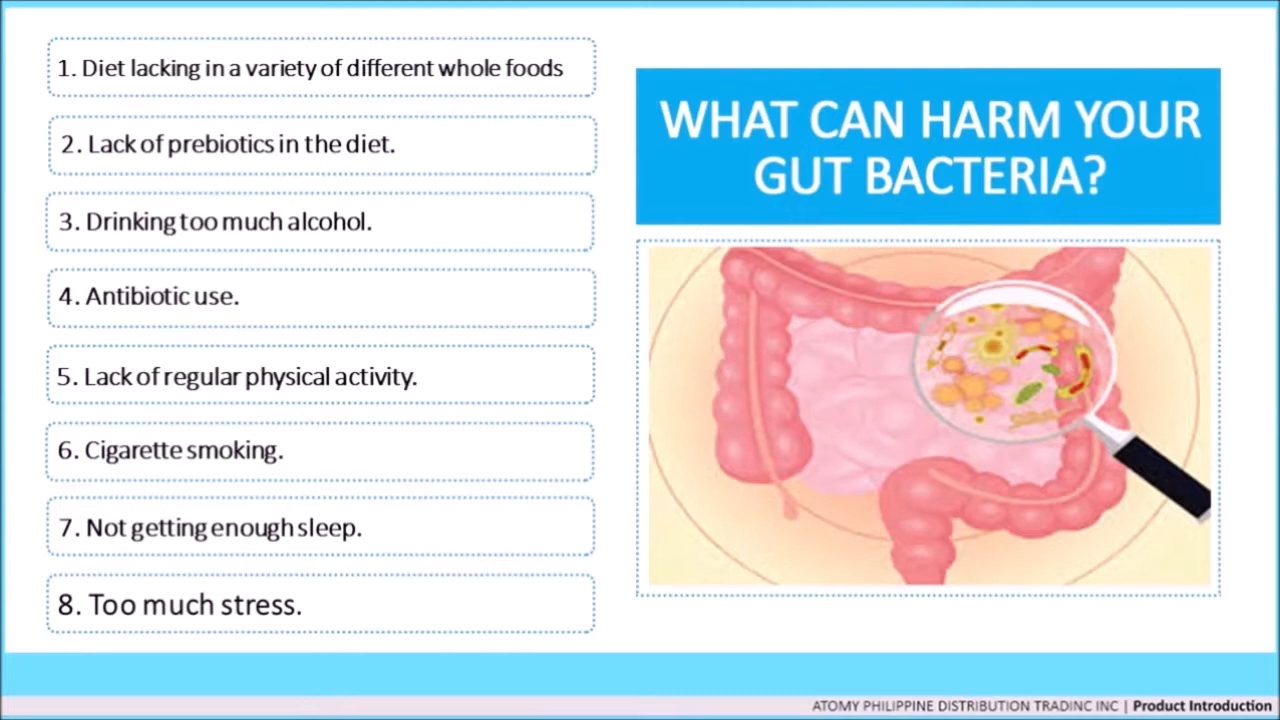 1. Diet lacking in a variety of different whole foods
2. Lack of prebiotics in the diet.
3. Drinking too much alcohol.
4. Antibiotic use.
5. Lack of regular physical activity.
6. Cigarette smoking.
7. Not getting enough sleep.
8. Too much stress.
WHAT CAN HARM YOUR
GUT BACTERIA?
ATOMY PHILIPPINE DISTRIBUTION TRADINC INC | Product Introduction